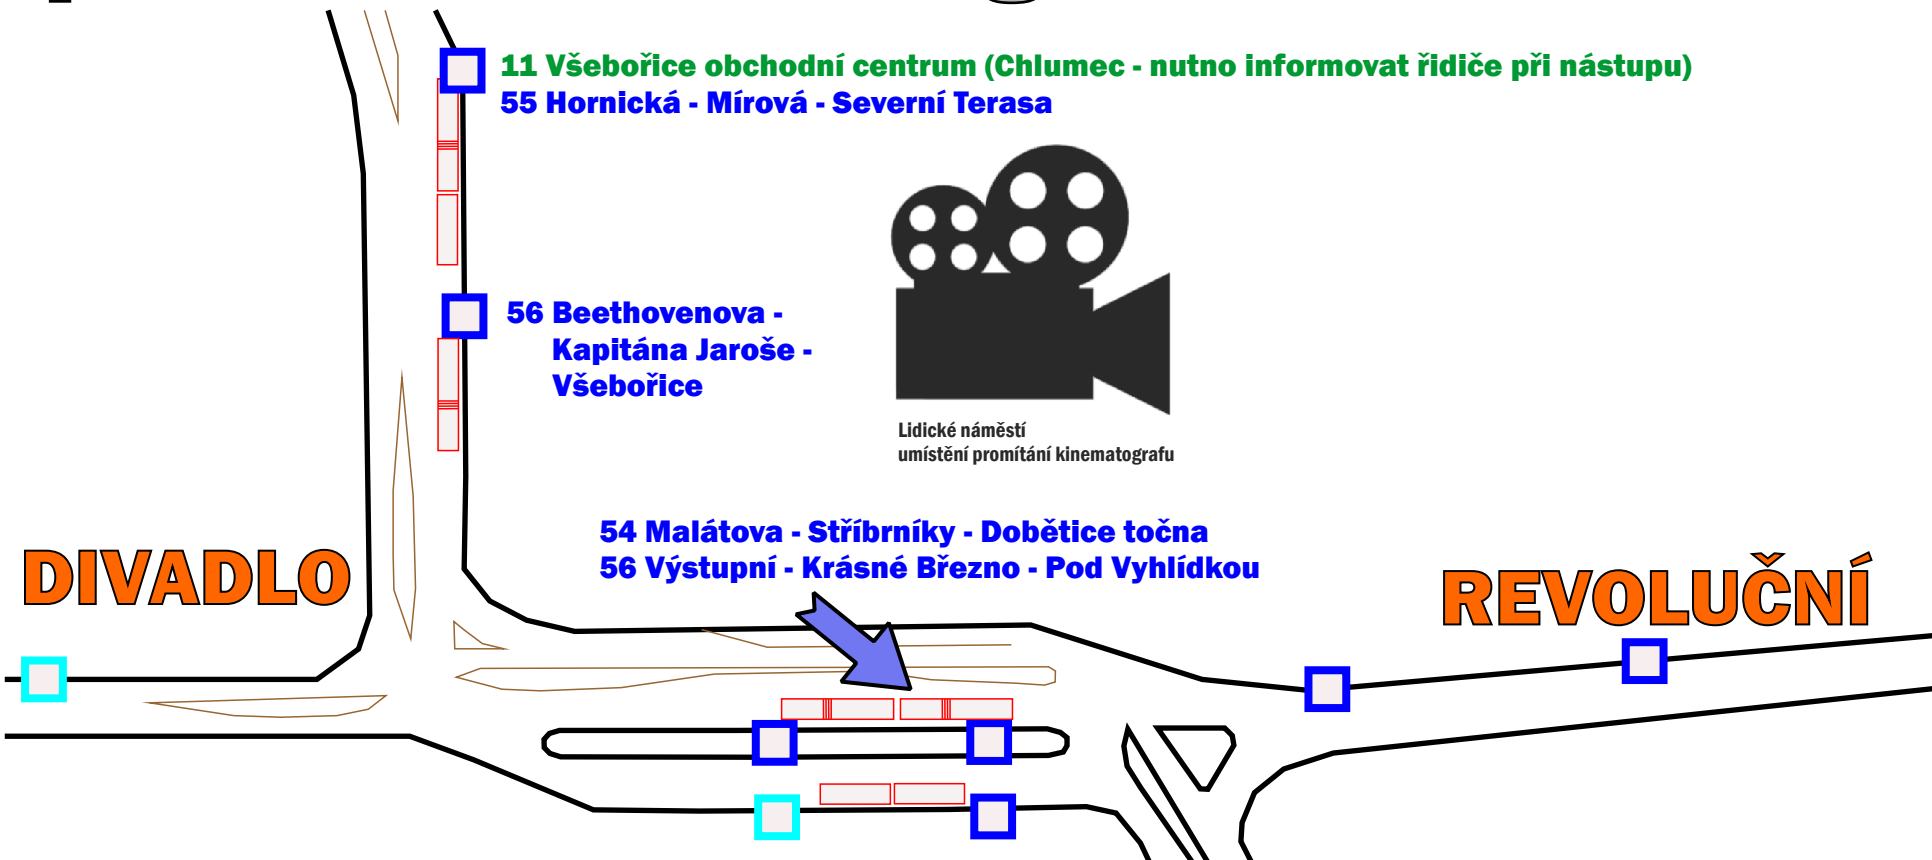 11 Všebořice obchodní centrum (Chlumec - nutno informovat řidiče při nástupu)
55 Hornická - Mírová - Severní Terasa
56 Beethovenova -
Kapitána Jaroše -
Všebořice
Lidické náměstí
umístění promítání kinematografu
54 Malátova - Stříbrníky - Dobětice točna
56 Výstupní - Krásné Březno - Pod Vyhlídkou
DIVADLO
REVOLUČNÍ